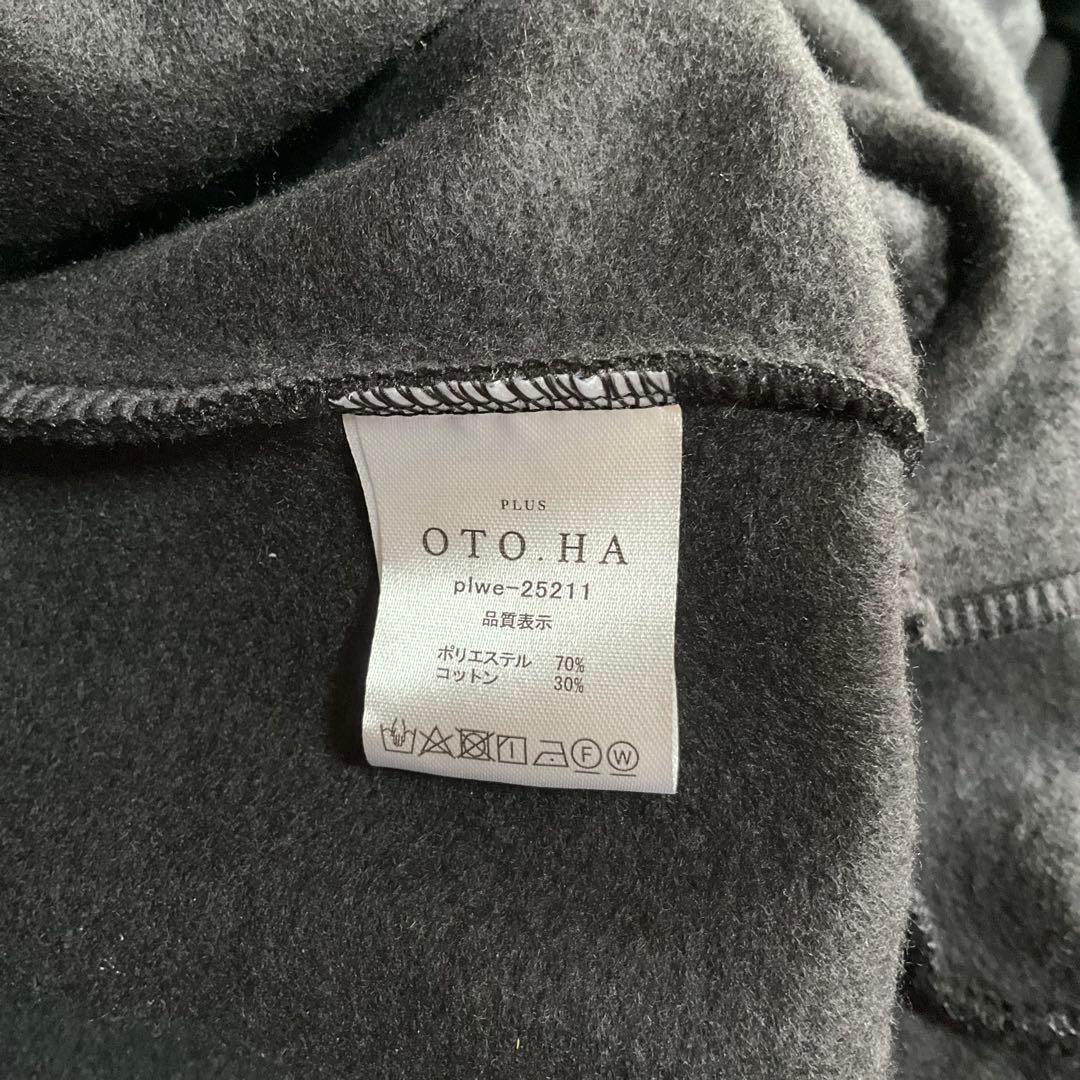 PLUS
OTO.HA
plwe-25211
品質表示
ポリエステル 70%
コットン 30%
F W